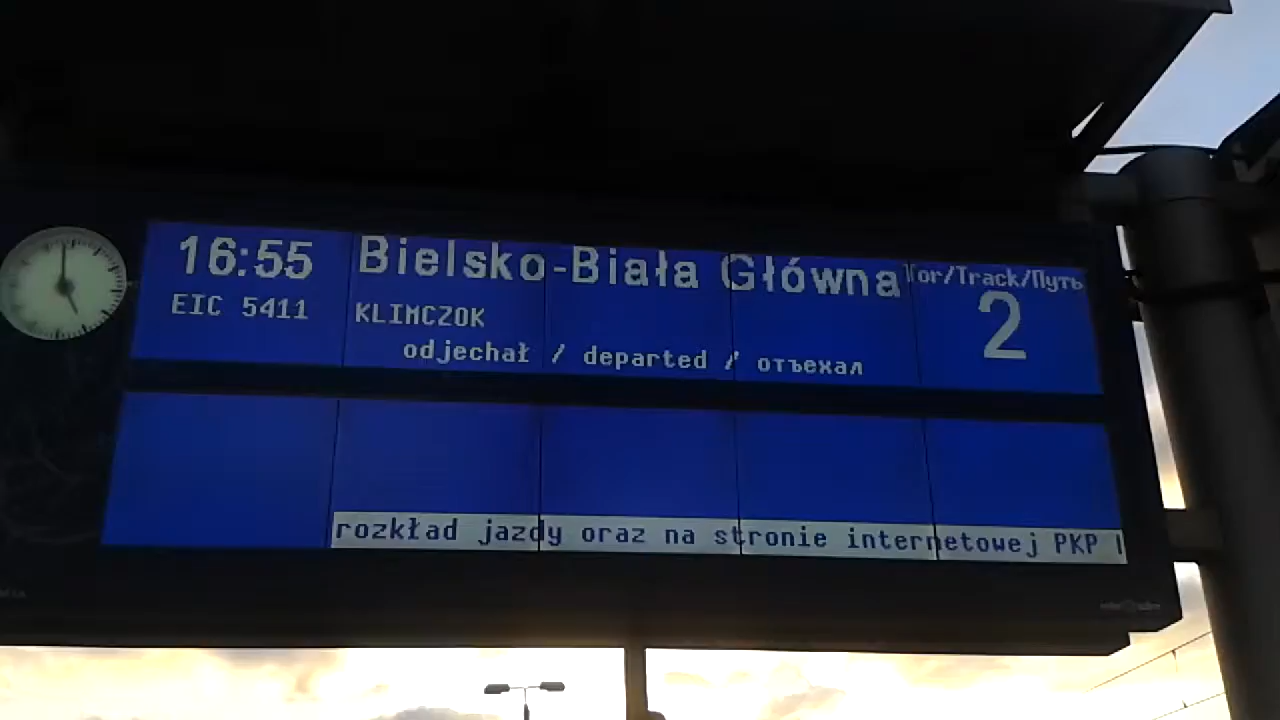 16:55 Bielsko-Biała Główna Tor/Track/Путь
EIC 5411 KLIMCZOK 2
odjechał / departed / отъехал
rozkład jazdy oraz na stronie internetowej PKP